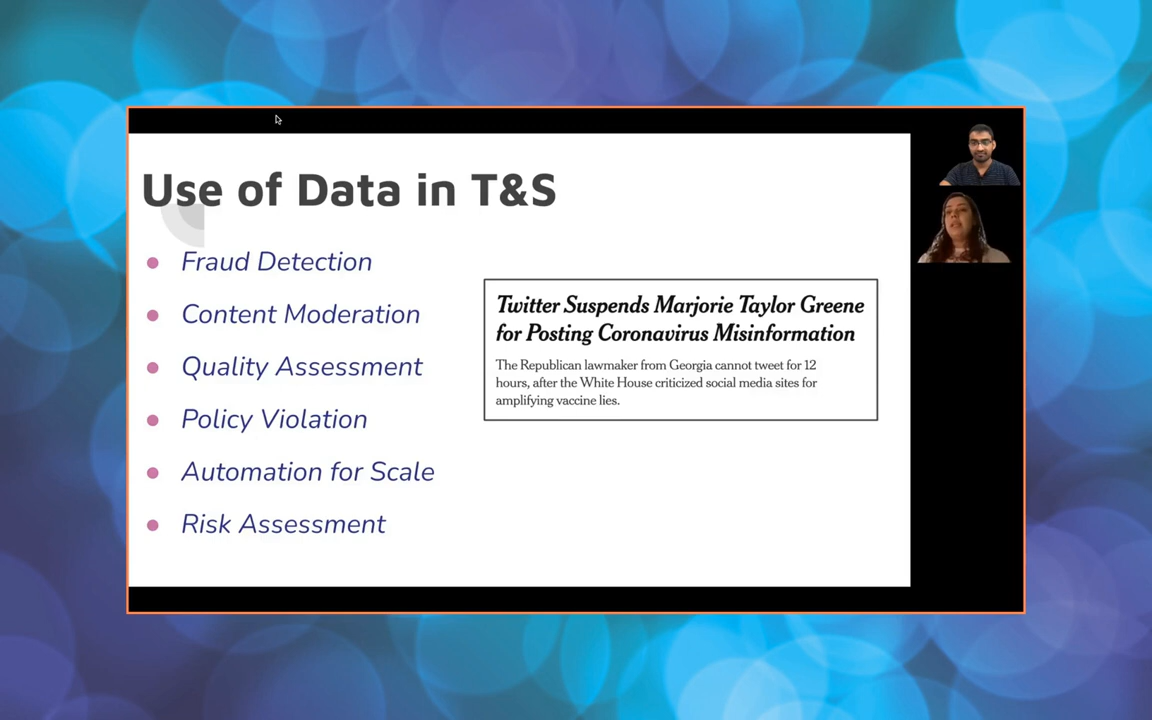 Use of Data in T&S
Fraud Detection
Content Moderation
Quality Assessment
Policy Violation
Automation for Scale
Risk Assessment
Twitter Suspends Marjorie Taylor Greene
for Posting Coronavirus Misinformation
The Republican lawmaker from Georgia cannot tweet for 12
hours, after the White House criticized social media sites for
amplifying vaccine lies.